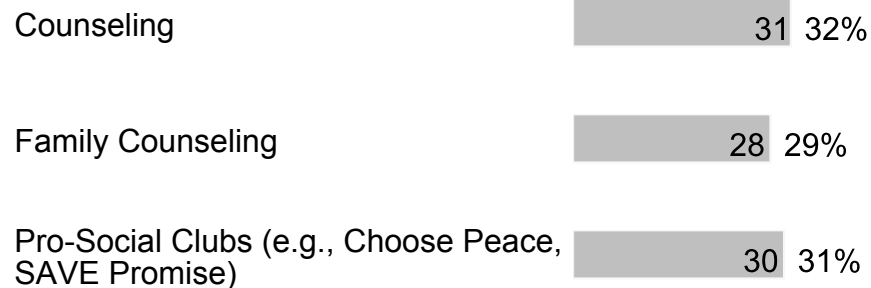 Counseling 31 32%
Family Counseling 28 29%
Pro-Social Clubs (e.g., Choose Peace,
SAVE Promise) 30 31%